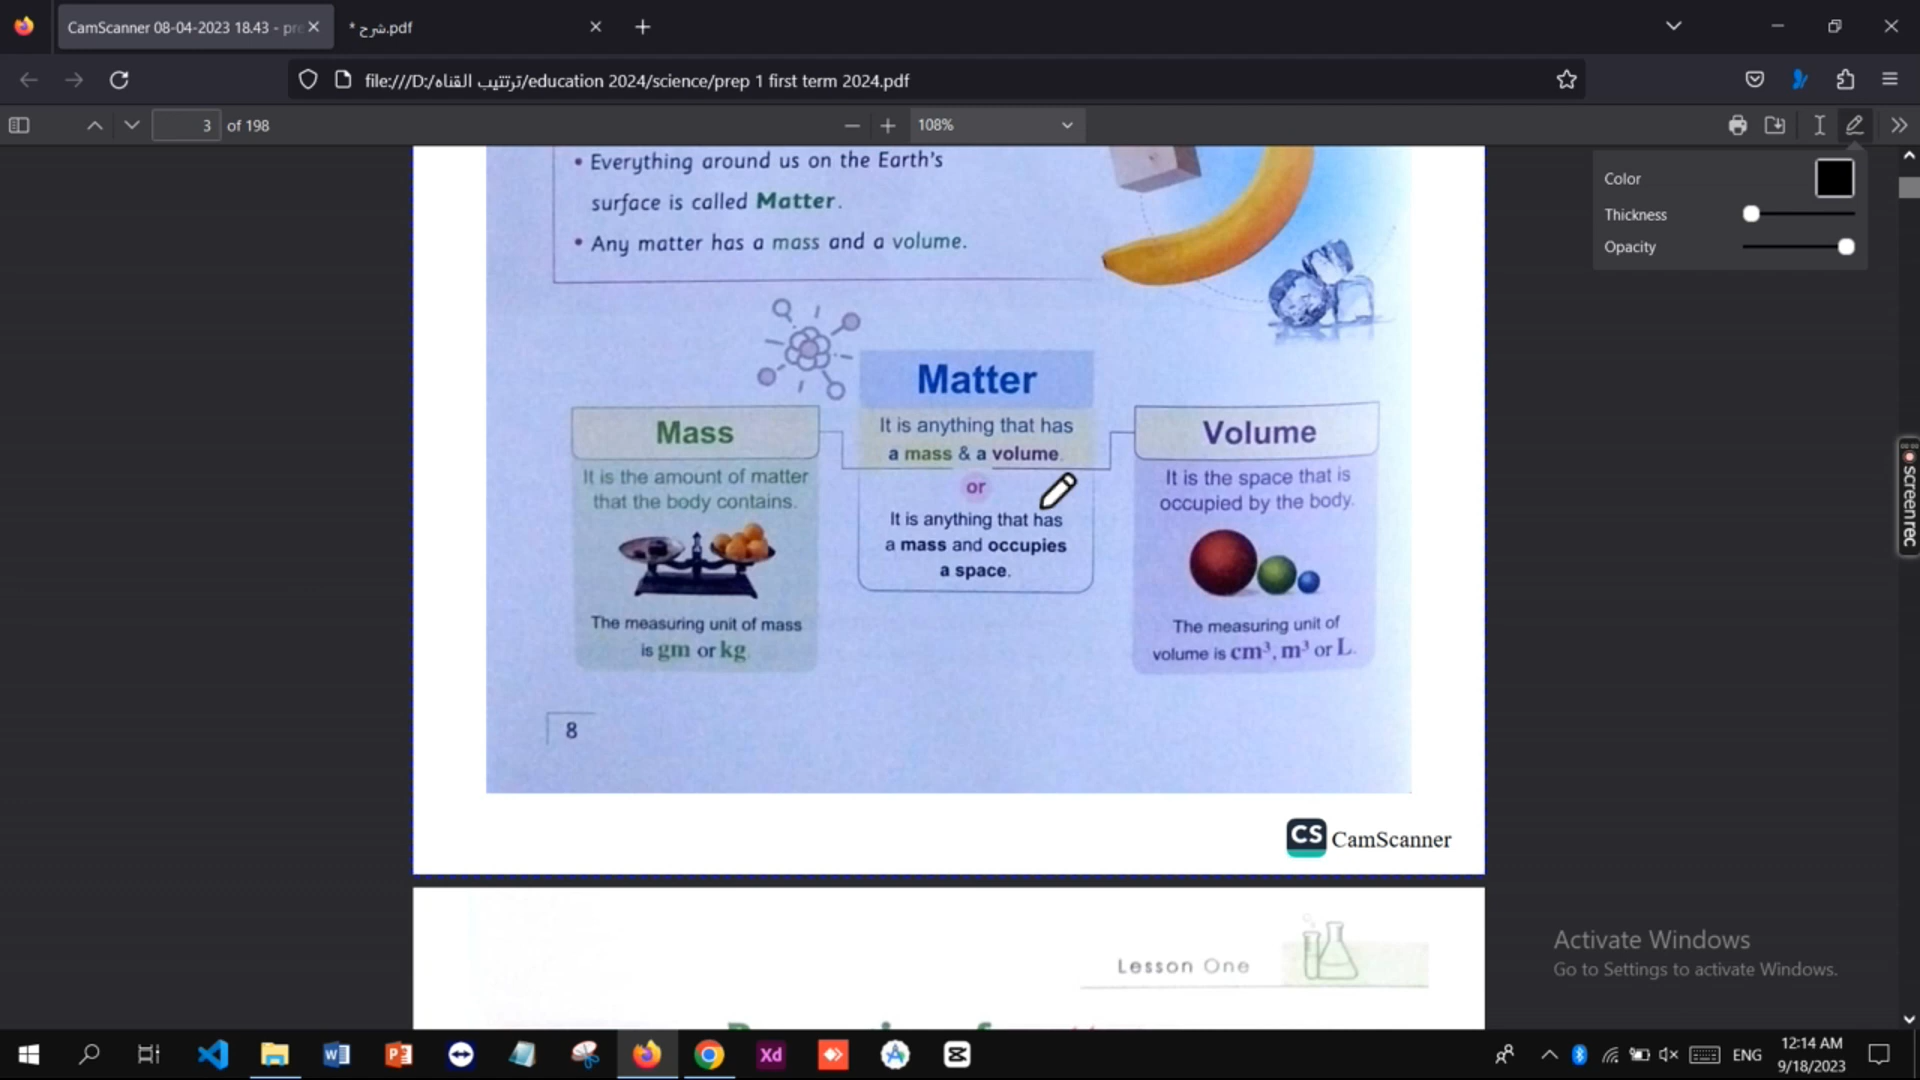 CamScanner 08-04-2023 18.43 - pre
* شرح.pdf
file:///D:/ترتتيب القناه/education 2024/science/prep 1 first term 2024.pdf
3 of 198
108%
Color
Thickness
Opacity
• Everything around us on the Earth's
surface is called Matter.
• Any matter has a mass and a volume.
Matter
It is anything that has
a mass & a volume.
or
It is anything that has
a mass and occupies
a space.
Mass
It is the amount of matter
that the body contains.
The measuring unit of mass
is gm or kg.
Volume
It is the space that is
occupied by the body.
The measuring unit of
volume is cm³, m³ or L.
8
CS CamScanner
Lesson One
screenrec
Activate Windows
Go to Settings to activate Windows.
Xd
ENG
12:14 AM
9/18/2023